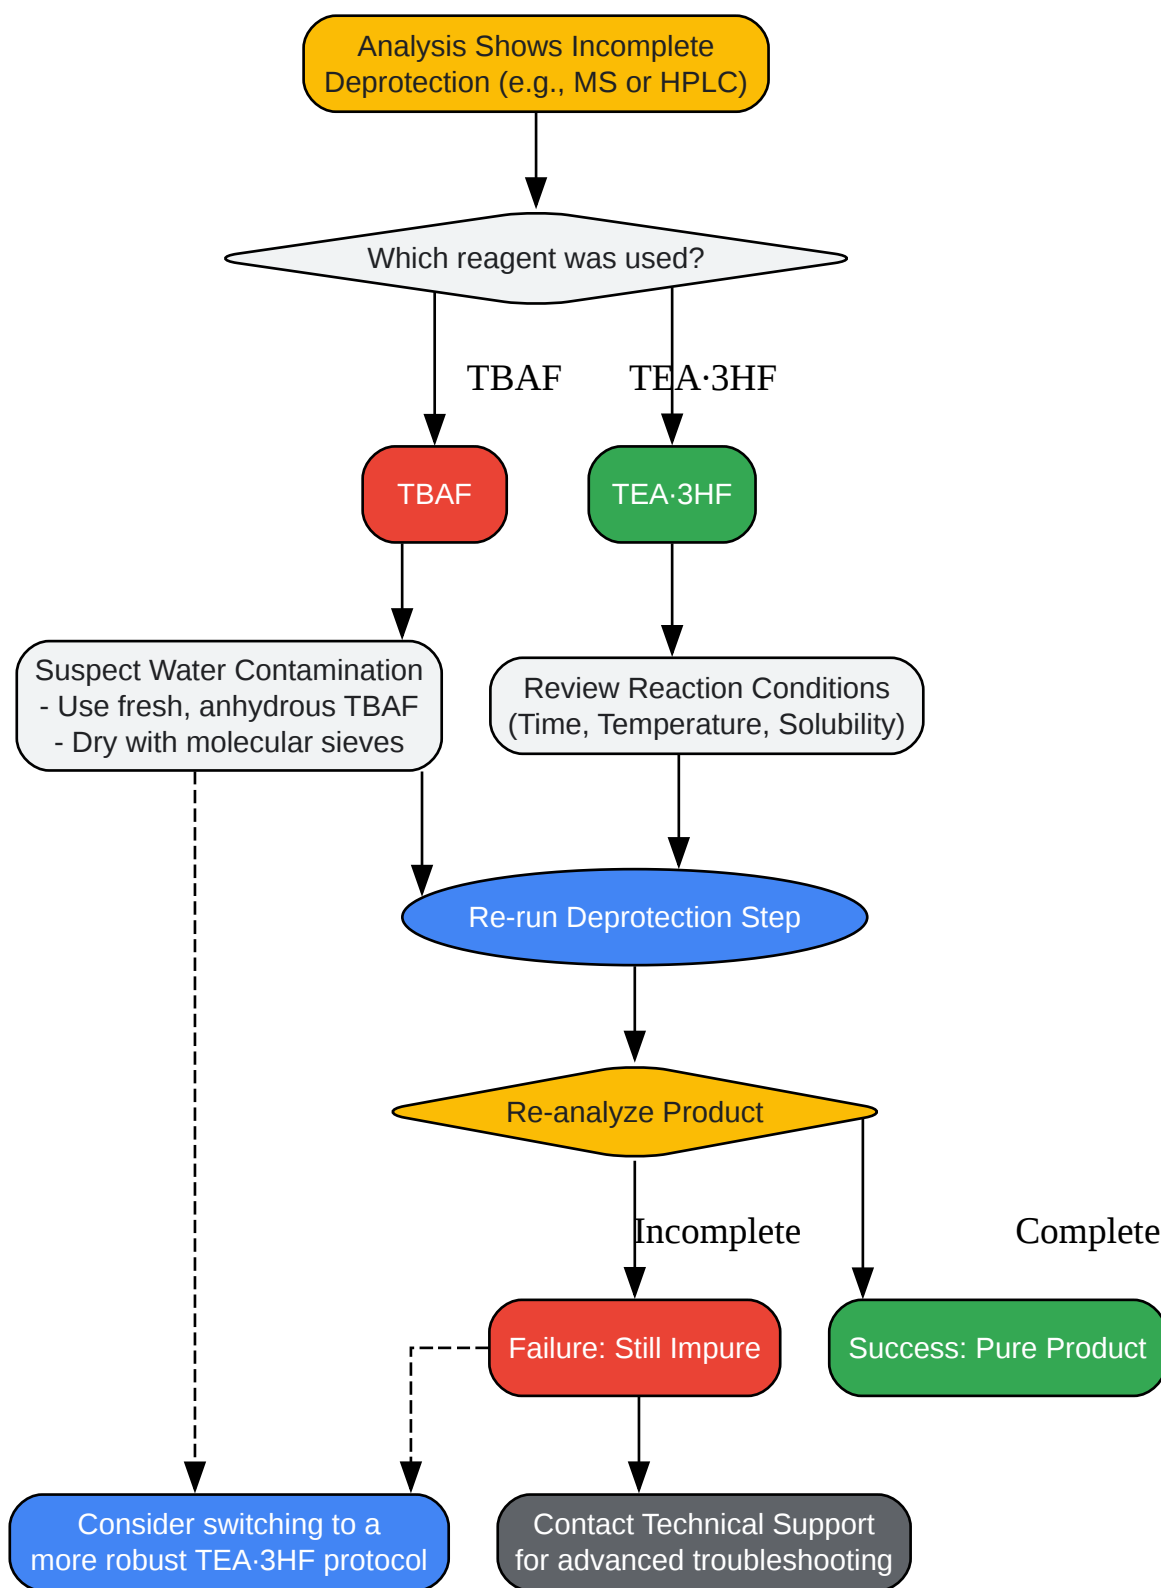 Analysis Shows Incomplete
Deprotection (e.g., MS or HPLC)
Which reagent was used?
TBAF
TEA·3HF
TBAF
TEA·3HF
Suspect Water Contamination
- Use fresh, anhydrous TBAF
- Dry with molecular sieves
Review Reaction Conditions
(Time, Temperature, Solubility)
Re-run Deprotection Step
Re-analyze Product
Incomplete
Complete
Failure: Still Impure
Success: Pure Product
Consider switching to a
more robust TEA·3HF protocol
Contact Technical Support
for advanced troubleshooting